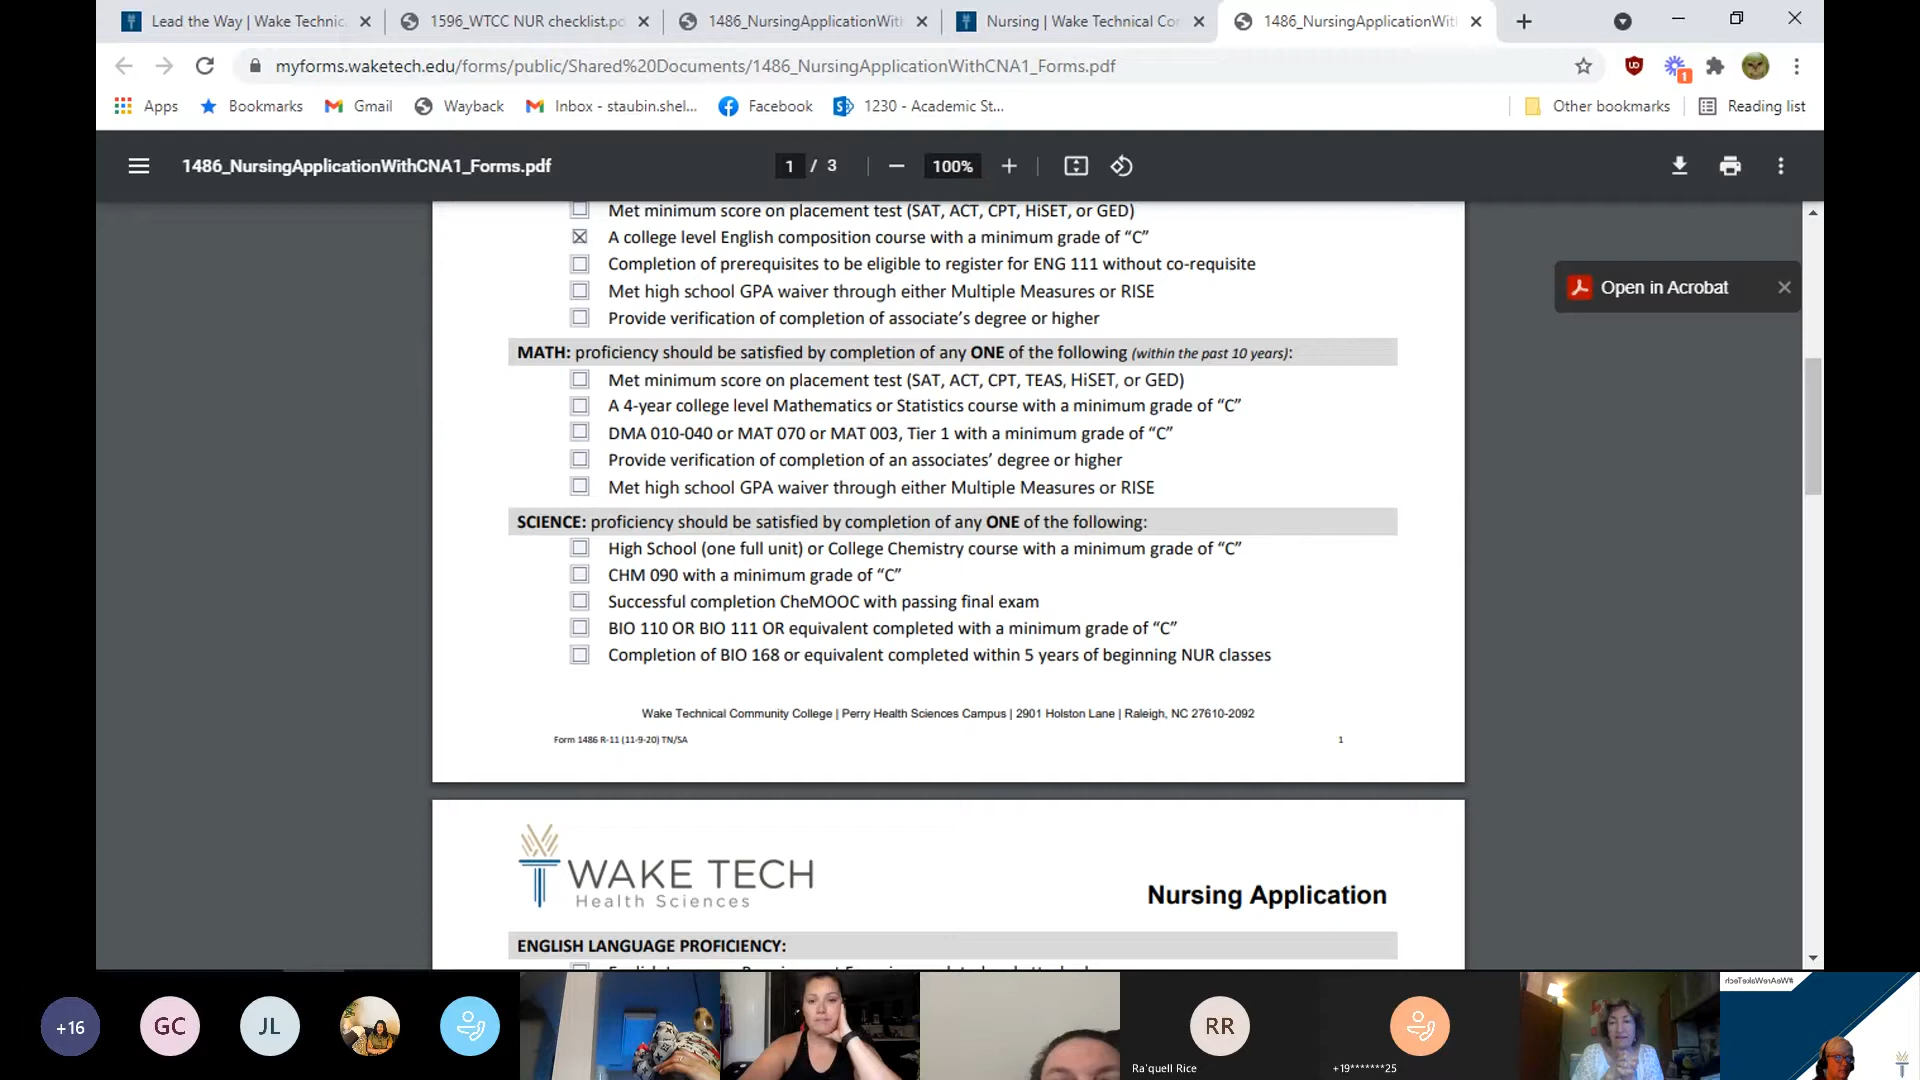 Lead the Way | Wake Technic
1596_WTCC NUR checklist.pd
1486_NursingApplicationWith
Nursing | Wake Technical Co
1486_NursingApplicationWit
myforms.waketech.edu/forms/public/Shared%20Documents/1486_NursingApplicationWithCNA1_Forms.pdf
1
Apps
Bookmarks
Gmail
Wayback
Inbox - staubin.shel...
Facebook
1230 - Academic St...
Other bookmarks
Reading list
1486_NursingApplicationWithCNA1_Forms.pdf
1 / 3
100%
Met minimum score on placement test (SAT, ACT, CPT, HiSET, or GED)
A college level English composition course with a minimum grade of “C”
Completion of prerequisites to be eligible to register for ENG 111 without co-requisite
Open in Acrobat
Met high school GPA waiver through either Multiple Measures or RISE
Provide verification of completion of associate’s degree or higher
MATH: proficiency should be satisfied by completion of any ONE of the following (within the past 10 years):
Met minimum score on placement test (SAT, ACT, CPT, TEAS, HiSET, or GED)
A 4-year college level Mathematics or Statistics course with a minimum grade of “C”
DMA 010-040 or MAT 070 or MAT 003, Tier 1 with a minimum grade of “C”
Provide verification of completion of an associates’ degree or higher
Met high school GPA waiver through either Multiple Measures or RISE
SCIENCE: proficiency should be satisfied by completion of any ONE of the following:
High School (one full unit) or College Chemistry course with a minimum grade of “C”
CHM 090 with a minimum grade of “C”
Successful completion CheMOOC with passing final exam
BIO 110 OR BIO 111 OR equivalent completed with a minimum grade of “C”
Completion of BIO 168 or equivalent completed within 5 years of beginning NUR classes
Wake Technical Community College | Perry Health Sciences Campus | 2901 Holston Lane | Raleigh, NC 27610-2092
Form 1486 R-11 (11-9-20) TN/SA
1
WAKE TECH
Health Sciences
Nursing Application
ENGLISH LANGUAGE PROFICIENCY:
+16
GC
JL
RR
Ra'quell Rice
+19*******25
#WeAreWakeTech